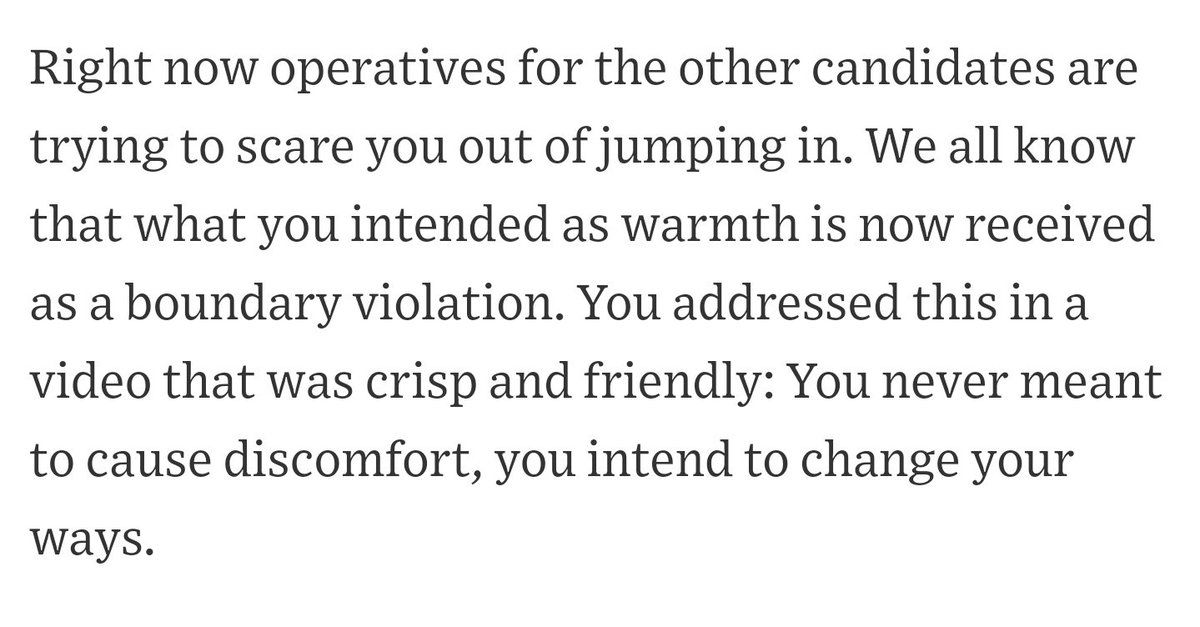 Right now operatives for the other candidates are
trying to scare you out of jumping in. We all know
that what you intended as warmth is now received
as a boundary violation. You addressed this in a
video that was crisp and friendly: You never meant
to cause discomfort, you intend to change your
ways.